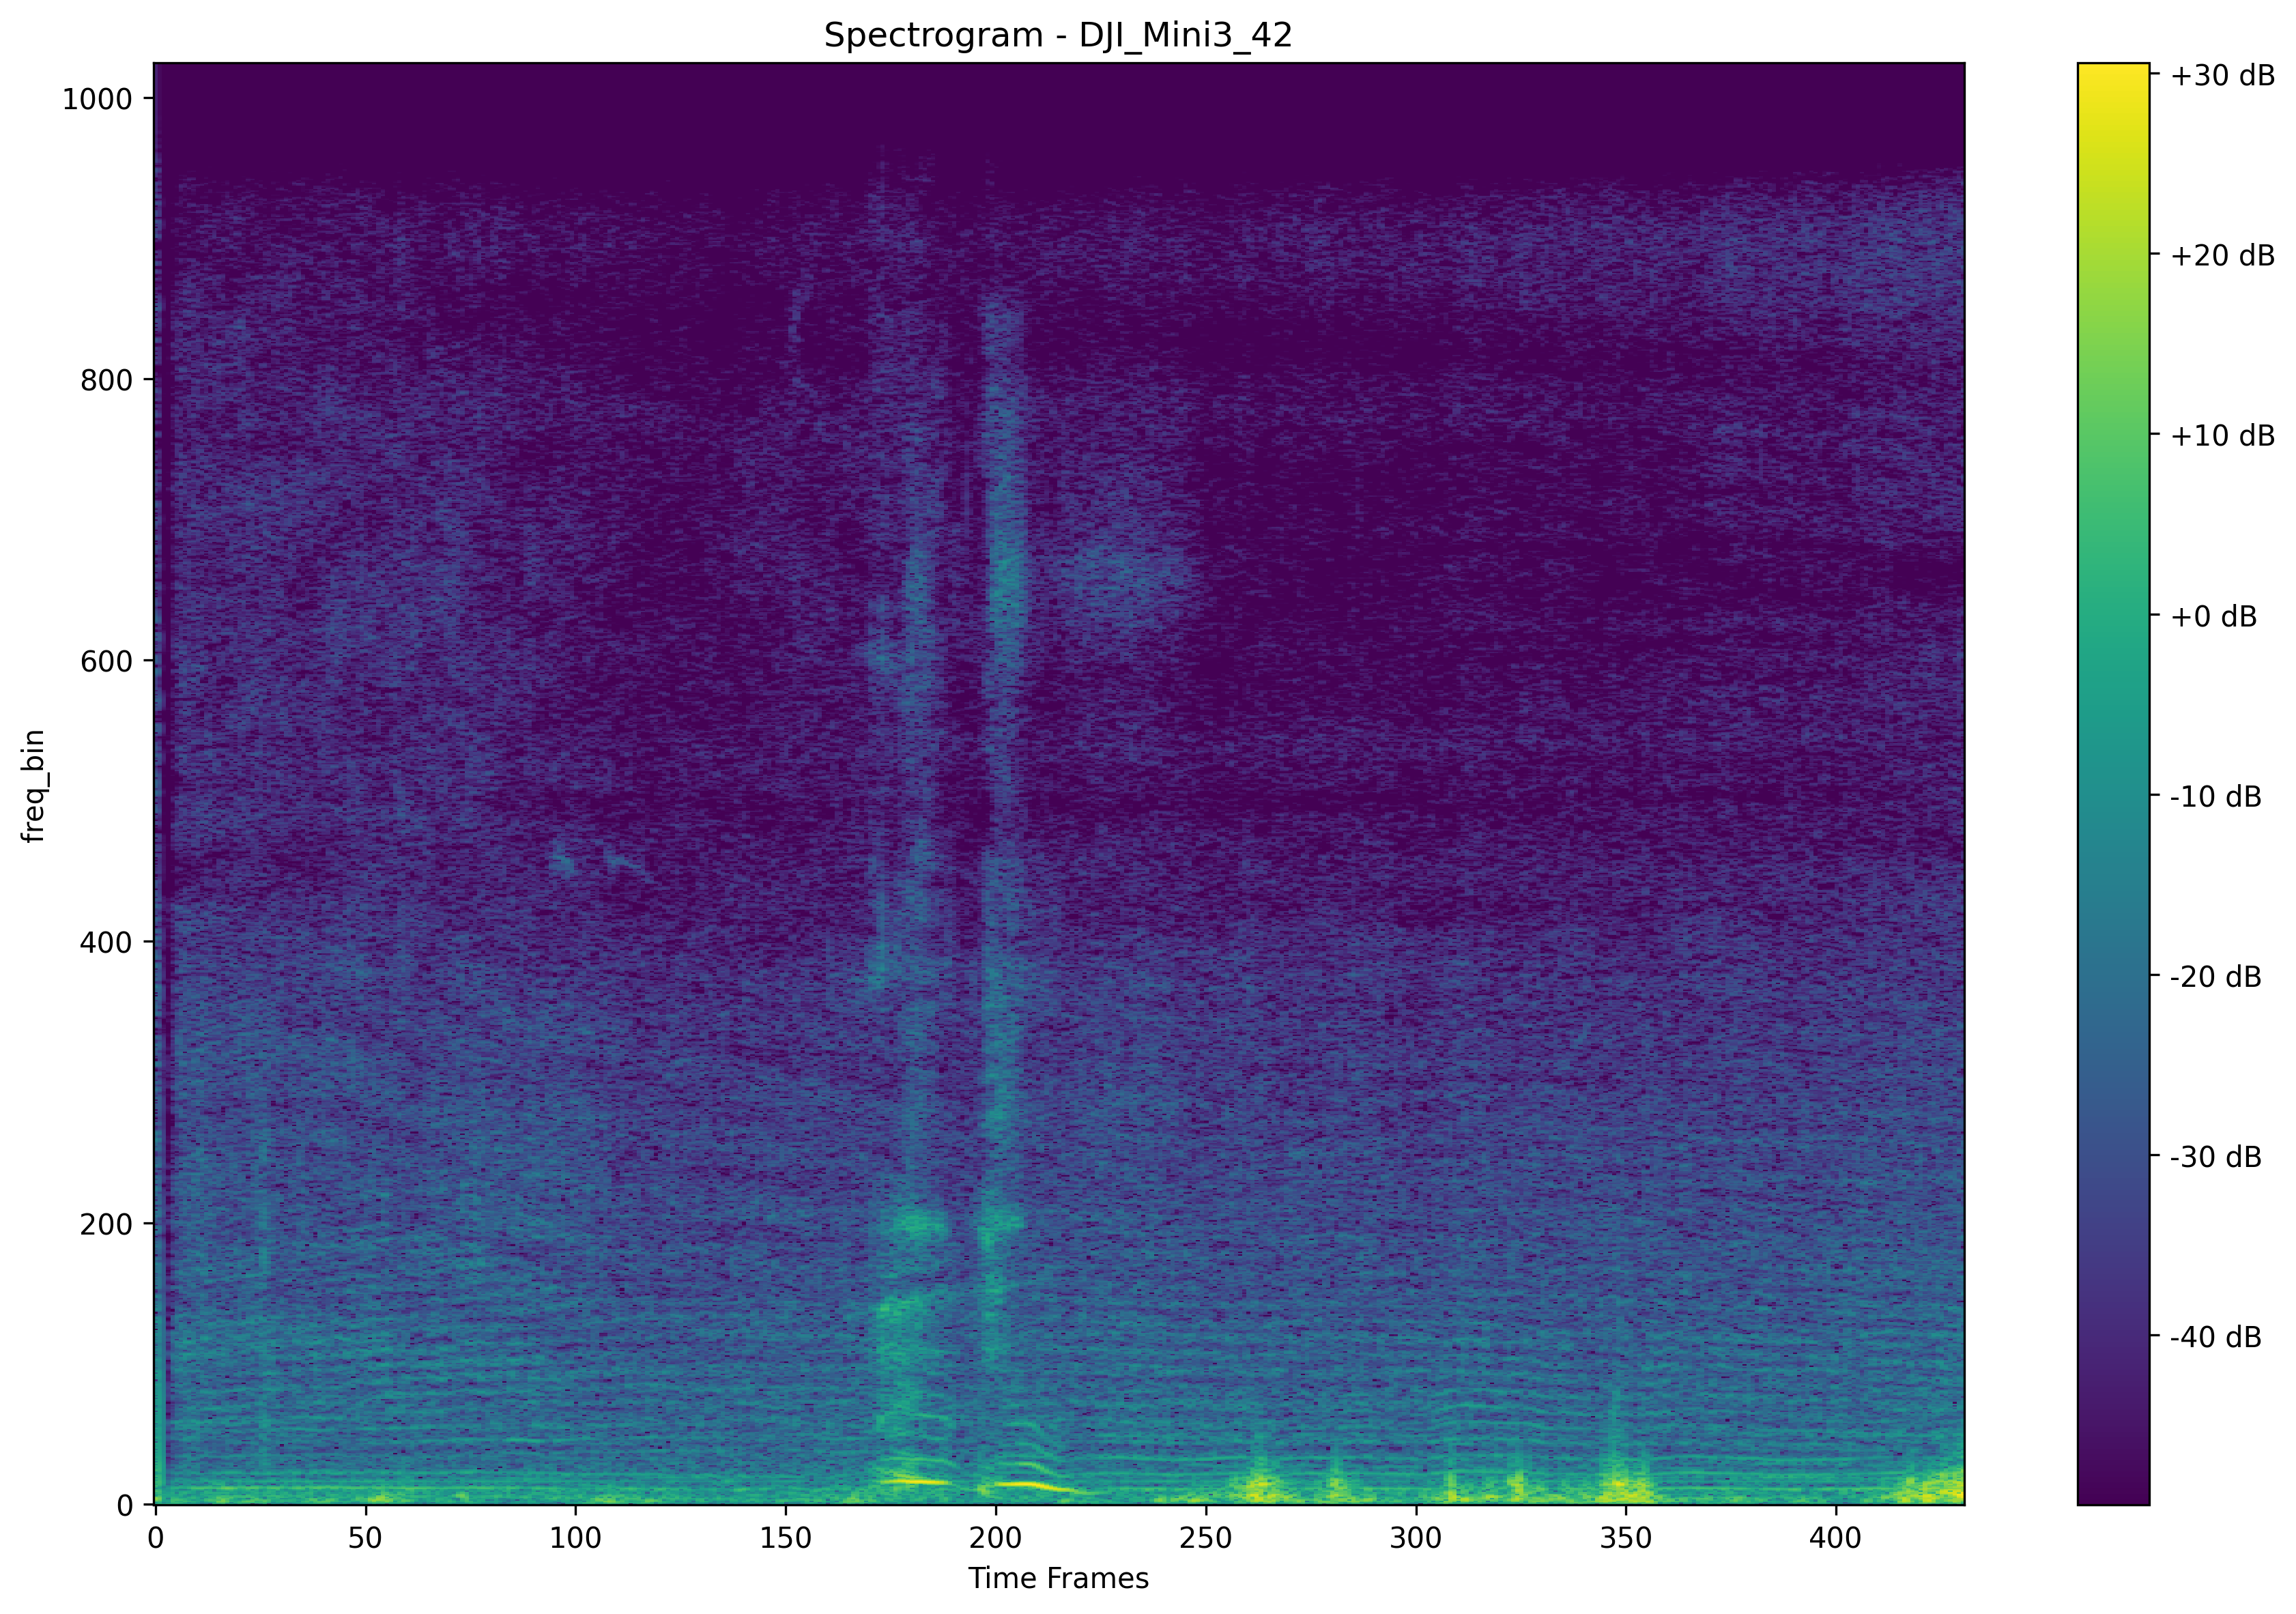 Spectrogram - DJI_Mini3_42
1000
800
600
400
200
0
freq_bin
0 50 100 150 200 250 300 350 400
Time Frames
+30 dB
+20 dB
+10 dB
+0 dB
-10 dB
-20 dB
-30 dB
-40 dB